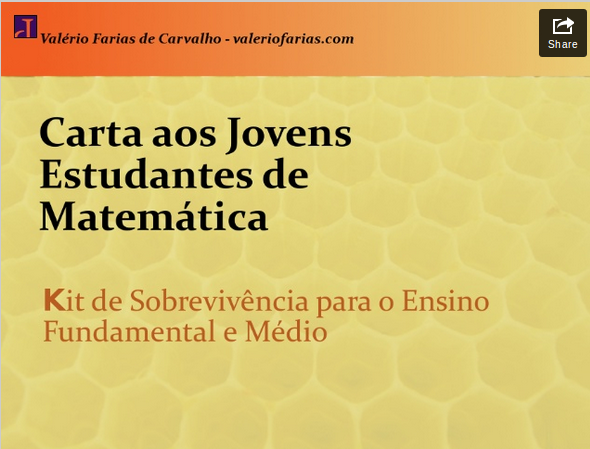 Valério Farias de Carvalho - valeriofarias.com
Share
Carta aos Jovens
Estudantes de
Matemática
Kit de Sobrevivência para o Ensino
Fundamental e Médio